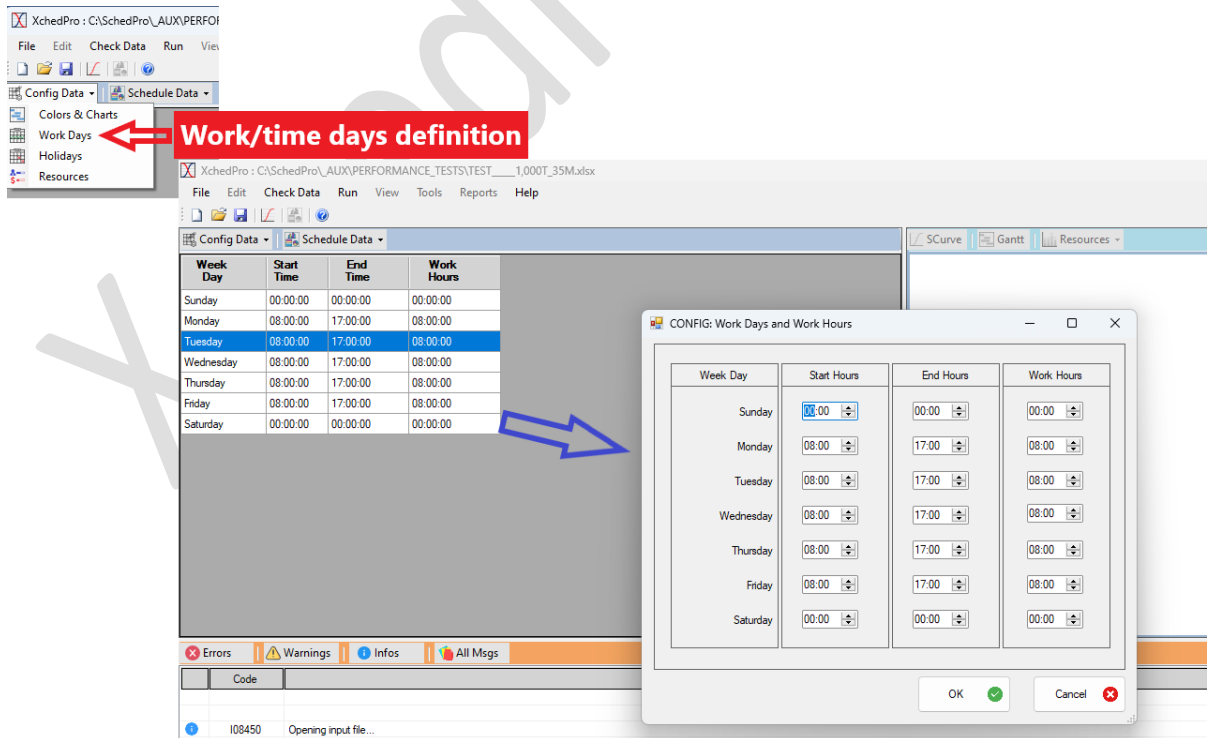 XchedPro : C:\SchedPro\_AUX\PERFOR
File Edit Check Data Run View
Config Data Schedule Data
Colors & Charts
Work Days
Holidays
Resources
Work/time days definition
XchedPro : C:\SchedPro\_AUX\PERFORMANCE_TESTS\TEST____1,000T_35M.xlsx
File Edit Check Data Run View Tools Reports Help
Config Data Schedule Data
SCurve Gantt Resources
Week Day Start Time End Time Work Hours
Sunday 00:00:00 00:00:00 00:00:00
Monday 08:00:00 17:00:00 08:00:00
Tuesday 08:00:00 17:00:00 08:00:00
Wednesday 08:00:00 17:00:00 08:00:00
Thursday 08:00:00 17:00:00 08:00:00
Friday 08:00:00 17:00:00 08:00:00
Saturday 00:00:00 00:00:00 00:00:00
CONFIG: Work Days and Work Hours
Week Day Start Hours End Hours Work Hours
Sunday 00:00 00:00 00:00
Monday 08:00 17:00 08:00
Tuesday 08:00 17:00 08:00
Wednesday 08:00 17:00 08:00
Thursday 08:00 17:00 08:00
Friday 08:00 17:00 08:00
Saturday 00:00 00:00 00:00
OK Cancel
Errors Warnings Infos All Msgs
Code
I08450 Opening input file...